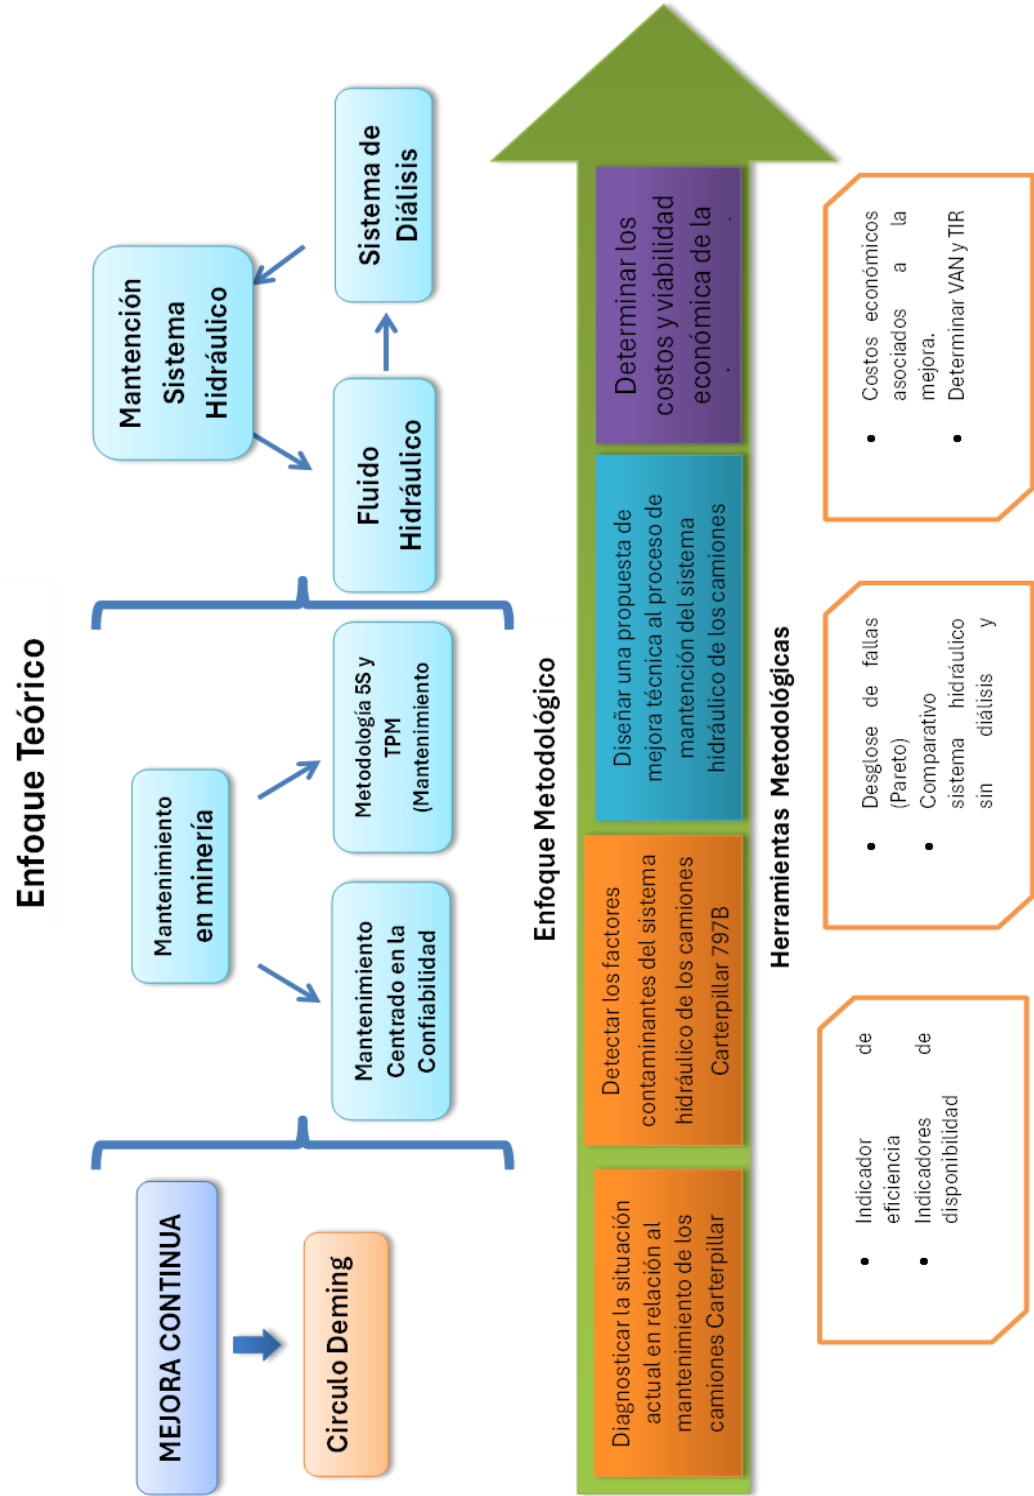 Enfoque Teórico
MEJORA CONTINUA
Circulo Deming
Mantenimiento
en minería
Mantenimiento
Centrado en la
Confiabilidad
Metodología 5S y
TPM
(Mantenimiento
Mantención
Sistema
Hidráulico
Fluido
Hidráulico
Sistema de
Diálisis
Enfoque Metodológico
Diagnosticar la situación
actual en relación al
mantenimiento de los
camiones Carterpillar
Detectar los factores
contaminantes del sistema
hidráulico de los camiones
Carterpillar 797B
Diseñar una propuesta de
mejora técnica al proceso de
mantención del sistema
hidráulico de los camiones
Determinar los
costos y viabilidad
económica de la
Herramientas Metodológicas
• Indicador de
eficiencia
• Indicadores de
disponibilidad
• Desglose de fallas
(Pareto)
• Comparativo
sistema hidráulico
sin diálisis y
• Costos económicos
asociados a la
mejora.
• Determinar VAN y TIR